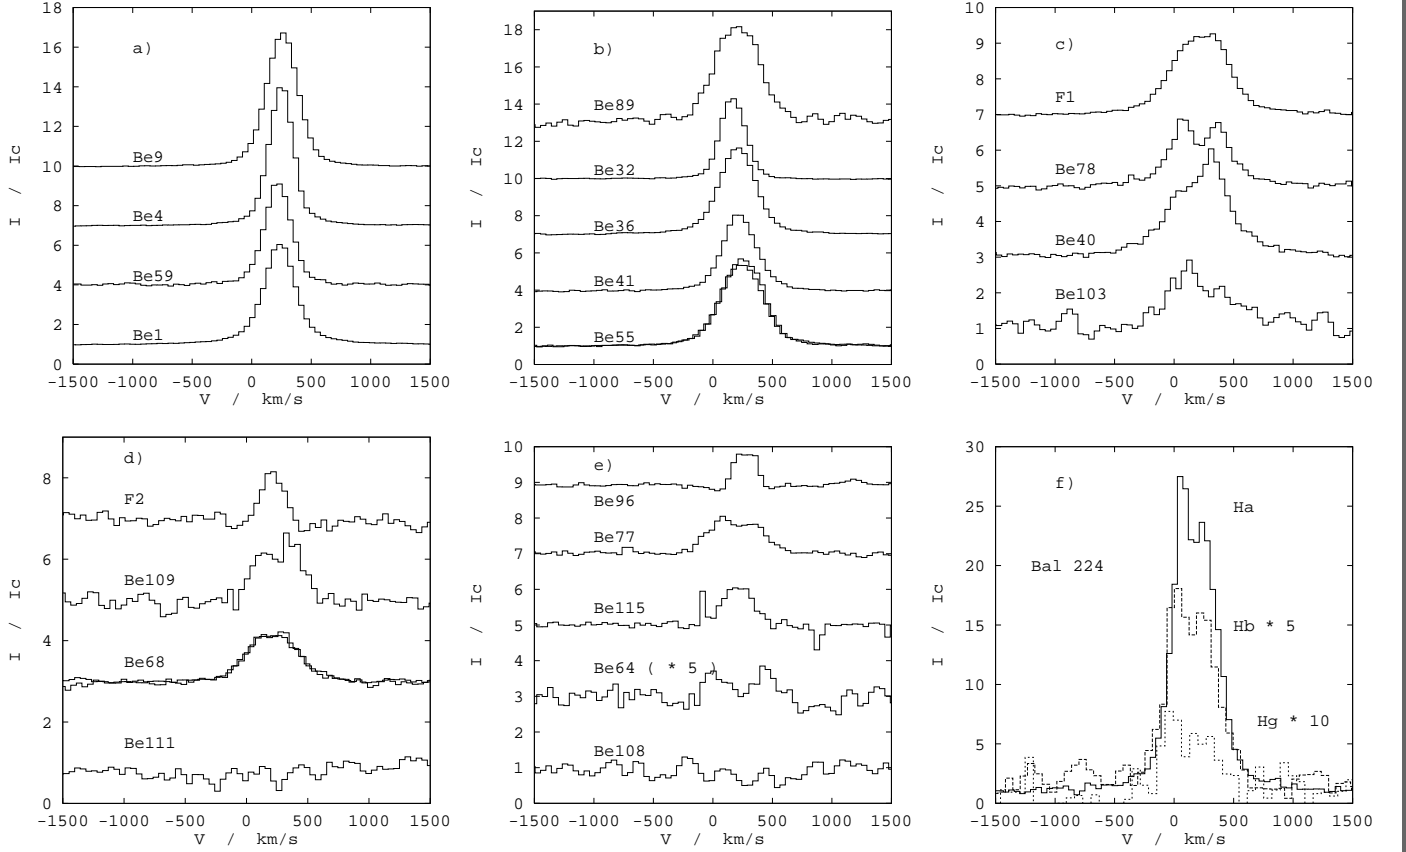 18
16
14
12
10
8
6
4
2
0
I / Ic
a)
Be9
Be4
Be59
Be1
-1500 -1000 -500 0 500 1000 1500
V / km/s
18
16
14
12
10
8
6
4
2
0
I / Ic
b)
Be89
Be32
Be36
Be41
Be55
-1500 -1000 -500 0 500 1000 1500
V / km/s
10
9
8
7
6
5
4
3
2
1
0
I / Ic
c)
F1
Be78
Be40
Be103
-1500 -1000 -500 0 500 1000 1500
V / km/s
8
6
4
2
0
I / Ic
d)
F2
Be109
Be68
Be111
-1500 -1000 -500 0 500 1000 1500
V / km/s
10
9
8
7
6
5
4
3
2
1
0
I / Ic
e)
Be96
Be77
Be115
Be64 ( * 5 )
Be108
-1500 -1000 -500 0 500 1000 1500
V / km/s
30
25
20
15
10
5
0
I / Ic
f)
Ha
Bal 224
Hb * 5
Hg * 10
-1500 -1000 -500 0 500 1000 1500
V / km/s